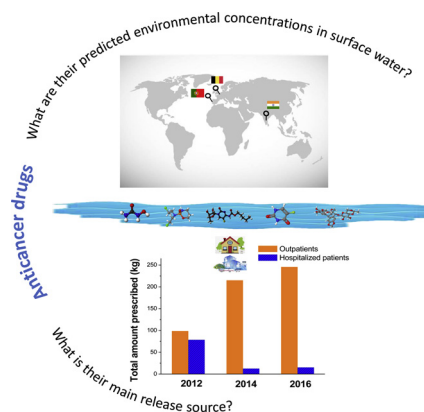 What are their predicted environmental concentrations in surface water?
Anticancer drugs
Outpatients
Hospitalized patients
Total amount prescribed (kg)
250
200
150
100
50
0
2012 2014 2016
What is their main release source?